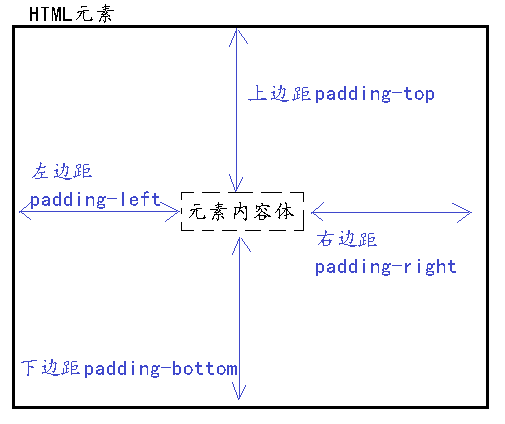 HTML元素
上边距padding-top
左边距
padding-left
元素内容体
右边距
padding-right
下边距padding-bottom